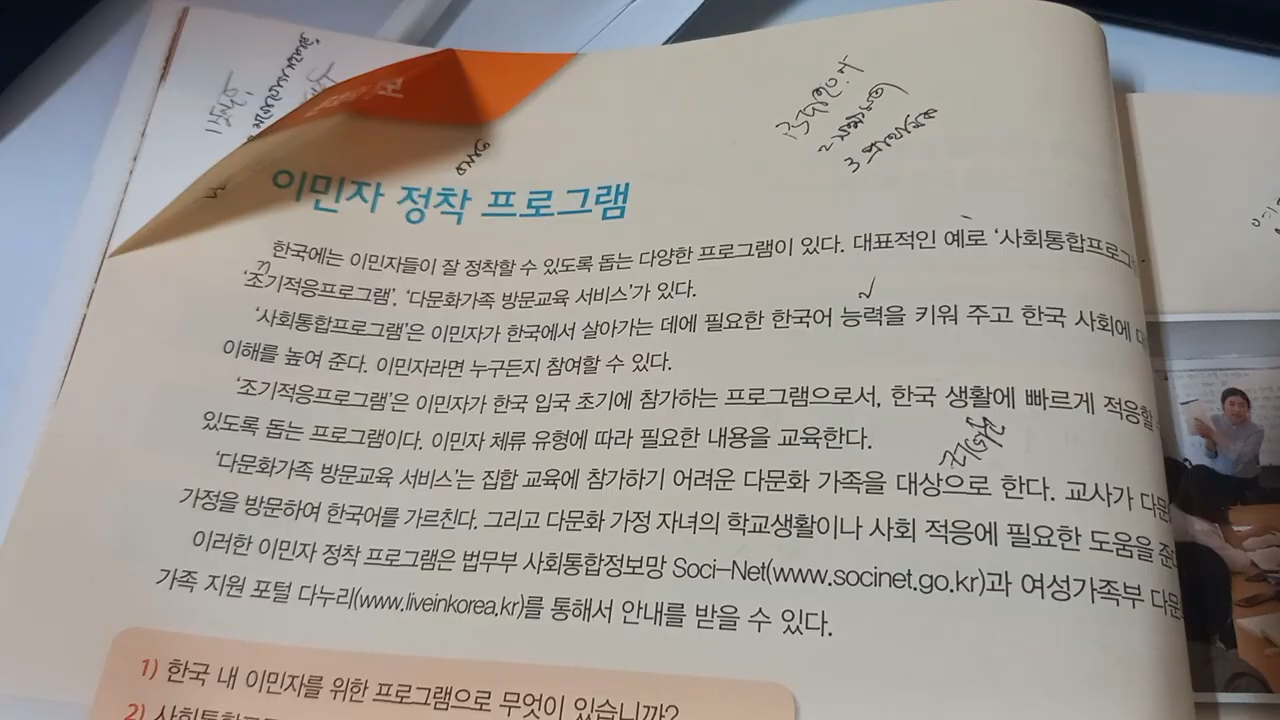 이민자 정착 프로그램
한국에는 이민자들이 잘 정착할 수 있도록 돕는 다양한 프로그램이 있다. 대표적인 예로 ‘사회통합프로그
‘조기적응프로그램’, ‘다문화가족 방문교육 서비스’가 있다.
‘사회통합프로그램’은 이민자가 한국에서 살아가는 데에 필요한 한국어 능력을 키워 주고 한국 사회에
이해를 높여 준다. 이민자라면 누구든지 참여할 수 있다.
‘조기적응프로그램’은 이민자가 한국 입국 초기에 참가하는 프로그램으로서, 한국 생활에 빠르게 적응할
있도록 돕는 프로그램이다. 이민자 체류 유형에 따라 필요한 내용을 교육한다.
‘다문화가족 방문교육 서비스’는 집합 교육에 참가하기 어려운 다문화 가족을 대상으로 한다. 교사가 다문
가정을 방문하여 한국어를 가르친다. 그리고 다문화 가정 자녀의 학교생활이나 사회 적응에 필요한 도움을 준
이러한 이민자 정착 프로그램은 법무부 사회통합정보망 Soci-Net(www.socinet.go.kr)과 여성가족부 다문
가족 지원 포털 다누리(www.liveinkorea.kr)를 통해서 안내를 받을 수 있다.
1) 한국 내 이민자를 위한 프로그램으로 무엇이 있습니까?
2) 사회통합프로그